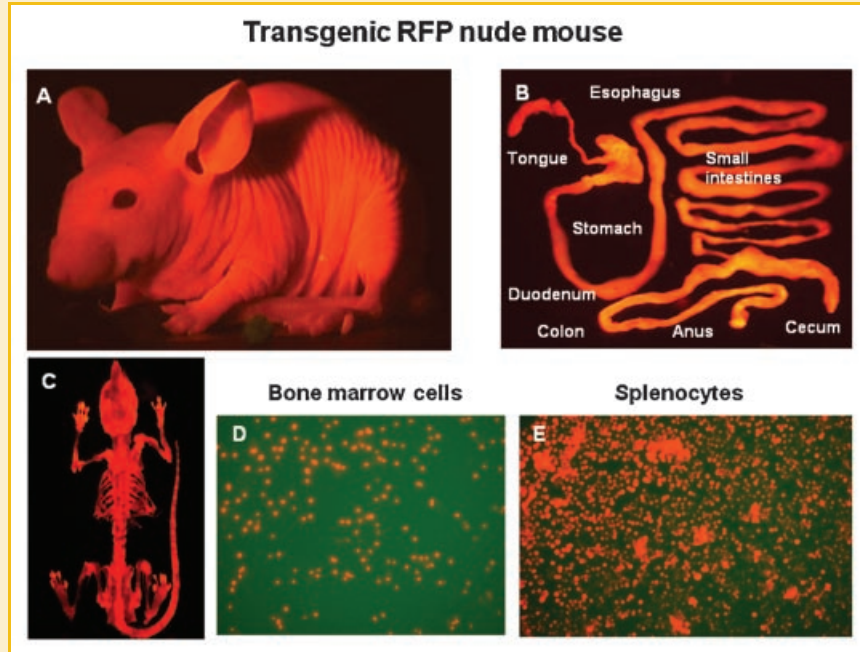 Transgenic RFP nude mouse
A
B
Esophagus
Tongue
Small
intestines
Stomach
Duodenum
Colon
Anus
Cecum
C
Bone marrow cells
Splenocytes
D
E